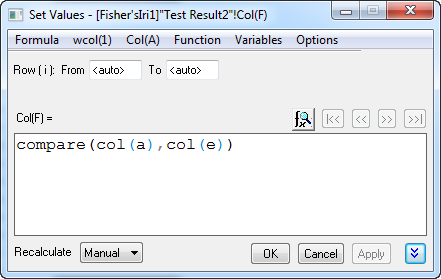 Set Values - [Fisher'sIri1]"Test Result2"!Col(F)
Formula wcol(1) Col(A) Function Variables Options
Row ( i ): From <auto> To <auto>
Col(F) = |<< << >> >>|
compare(col(a),col(e))
Recalculate Manual OK Cancel Apply